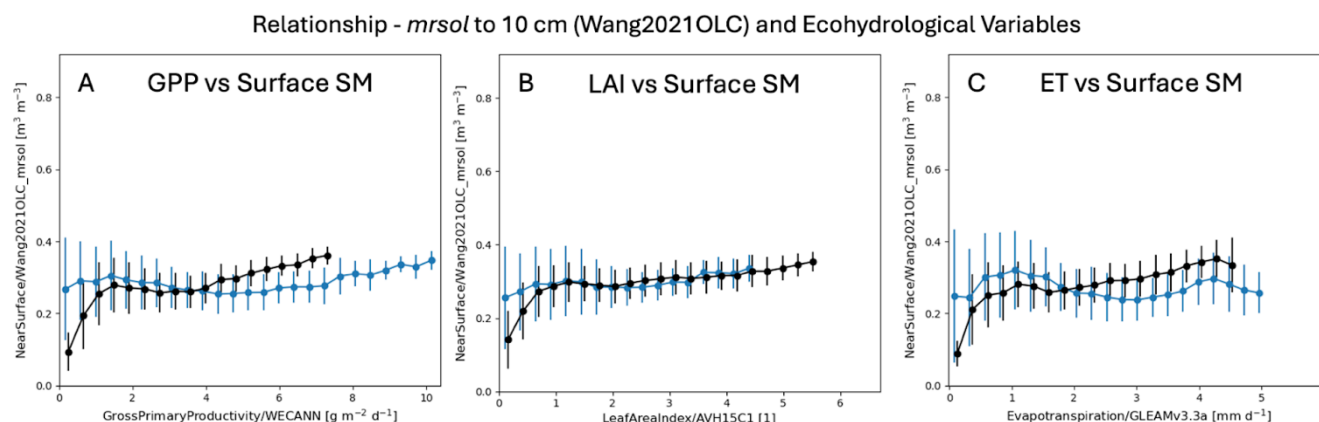 Relationship - mrsol to 10 cm (Wang2021OLC) and Ecohydrological Variables
A GPP vs Surface SM
NearSurface/Wang2021OLC_mrsol [m³ m⁻³]
0.8
0.6
0.4
0.2
0.0
0 2 4 6 8 10
GrossPrimaryProductivity/WECANN [g m⁻² d⁻¹]
B LAI vs Surface SM
NearSurface/Wang2021OLC_mrsol [m³ m⁻³]
0.8
0.6
0.4
0.2
0.0
0 1 2 3 4 5 6
LeafAreaIndex/AVH15C1 [1]
C ET vs Surface SM
NearSurface/Wang2021OLC_mrsol [m³ m⁻³]
0.8
0.6
0.4
0.2
0.0
0 1 2 3 4 5
Evapotranspiration/GLEAMv3.3a [mm d⁻¹]